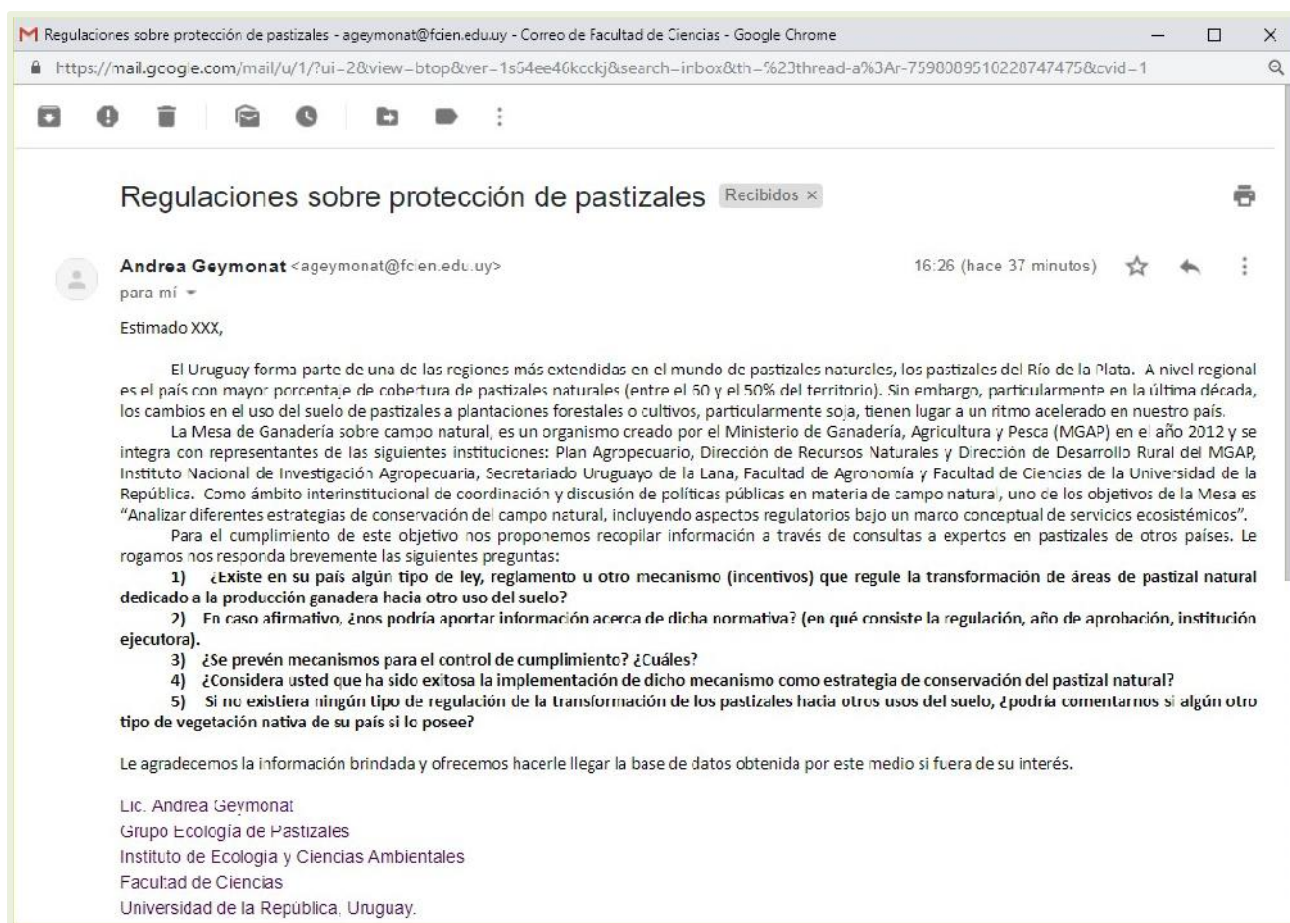 Regulaciones sobre protección de pastizales - ageymonat@fcien.edu.uy - Correo de Facultad de Ciencias - Google Chrome
https://mail.google.com/mail/u/1/?ui=2&view=btop&ver=1s64ee46kcckj&search=inbox&th=%23thread-a%3Ar-7598089510228747475&cvid=1
Regulaciones sobre protección de pastizales Recibidos ×
Andrea Geymonat <ageymonat@fcien.edu.uy> 16:26 (hace 37 minutos)
para mí
Estimado XXX,
El Uruguay forma parte de una de las regiones más extendidas en el mundo de pastizales naturales, los pastizales del Río de la Plata. A nivel regional
es el país con mayor porcentaje de cobertura de pastizales naturales (entre el 60 y el 50% del territorio). Sin embargo, particularmente en la última década,
los cambios en el uso del suelo de pastizales a plantaciones forestales o cultivos, particularmente soja, tienen lugar a un ritmo acelerado en nuestro país.
La Mesa de Ganadería sobre campo natural, es un organismo creado por el Ministerio de Ganadería, Agricultura y Pesca (MGAP) en el año 2012 y se
integra con representantes de las siguientes instituciones: Plan Agropecuario, Dirección de Recursos Naturales y Dirección de Desarrollo Rural del MGAP,
Instituto Nacional de Investigación Agropecuaria, Secretariado Uruguayo de la Lana, Facultad de Agronomía y Facultad de Ciencias de la Universidad de la
República. Como ámbito interinstitucional de coordinación y discusión de políticas públicas en materia de campo natural, uno de los objetivos de la Mesa es
“Analizar diferentes estrategias de conservación del campo natural, incluyendo aspectos regulatorios bajo un marco conceptual de servicios ecosistémicos”.
Para el cumplimiento de este objetivo nos proponemos recopilar información a través de consultas a expertos en pastizales de otros países. Le
rogamos nos responda brevemente las siguientes preguntas:
1) ¿Existe en su país algún tipo de ley, reglamento u otro mecanismo (incentivos) que regule la transformación de áreas de pastizal natural
dedicado a la producción ganadera hacia otro uso del suelo?
2) En caso afirmativo, ¿nos podría aportar información acerca de dicha normativa? (en qué consiste la regulación, año de aprobación, institución
ejecutora).
3) ¿Se prevén mecanismos para el control de cumplimiento? ¿Cuáles?
4) ¿Considera usted que ha sido exitosa la implementación de dicho mecanismo como estrategia de conservación del pastizal natural?
5) Si no existiera ningún tipo de regulación de la transformación de los pastizales hacia otros usos del suelo, ¿podría comentarnos si algún otro
tipo de vegetación nativa de su país si lo posee?
Le agradecemos la información brindada y ofrecemos hacerle llegar la base de datos obtenida por este medio si fuera de su interés.
Lic. Andrea Geymonat
Grupo Ecología de Pastizales
Instituto de Ecología y Ciencias Ambientales
Facultad de Ciencias
Universidad de la República, Uruguay.